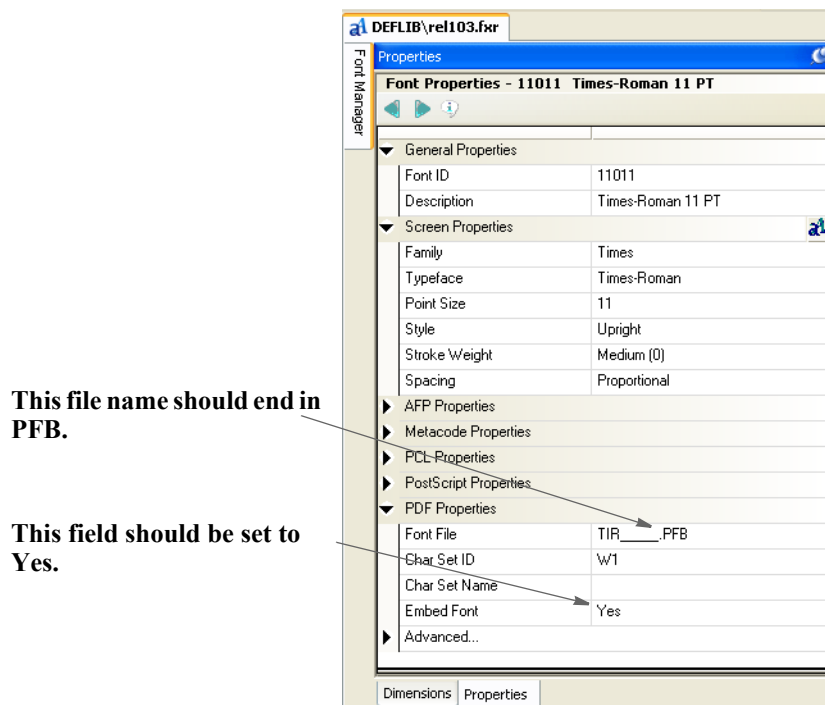 DEFLIB\rel103.fxr
Font Manager
Properties
Font Properties - 11011 Times-Roman 11 PT
General Properties
Font ID 11011
Description Times-Roman 11 PT
Screen Properties
Family Times
Typeface Times-Roman
Point Size 11
Style Upright
Stroke Weight Medium (0)
Spacing Proportional
This file name should end in
PFB.
AFP Properties
Metacode Properties
PCL Properties
PostScript Properties
PDF Properties
This field should be set to
Yes.
Font File TIR_____.PFB
Char Set ID W1
Char Set Name
Embed Font Yes
Advanced...
Dimensions Properties